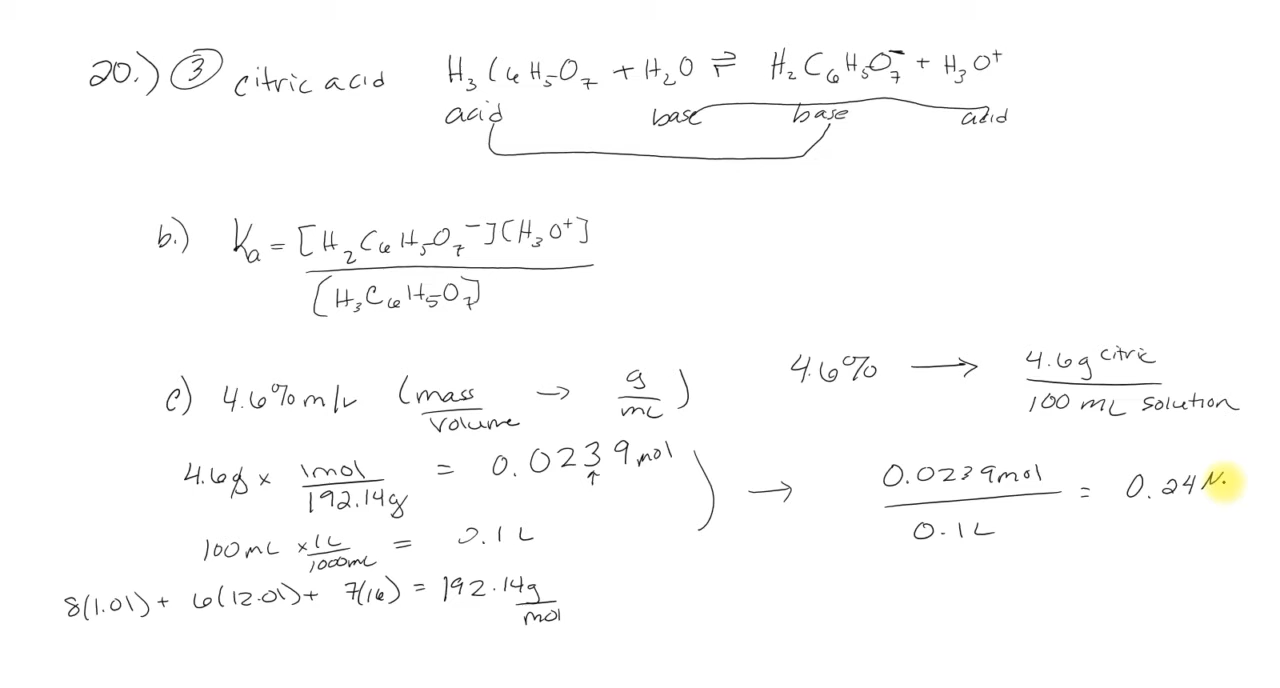 20.) ③ citric acid H₃C₆H₅O₇ + H₂O ⇌ H₂C₆H₅O₇⁻ + H₃O⁺
acid base base acid
b.) Ka = [H₂C₆H₅O₇⁻][H₃O⁺]
[H₃C₆H₅O₇]
c) 4.6% m/v (mass/volume → g/mL) 4.6% → 4.6g citric / 100 mL solution
4.6g × 1mol/192.14g = 0.0239mol → 0.0239mol / 0.1L = 0.24
100mL × 1L/1000mL = 0.1L
8(1.01) + 6(12.01) + 7(16) = 192.14g/mol